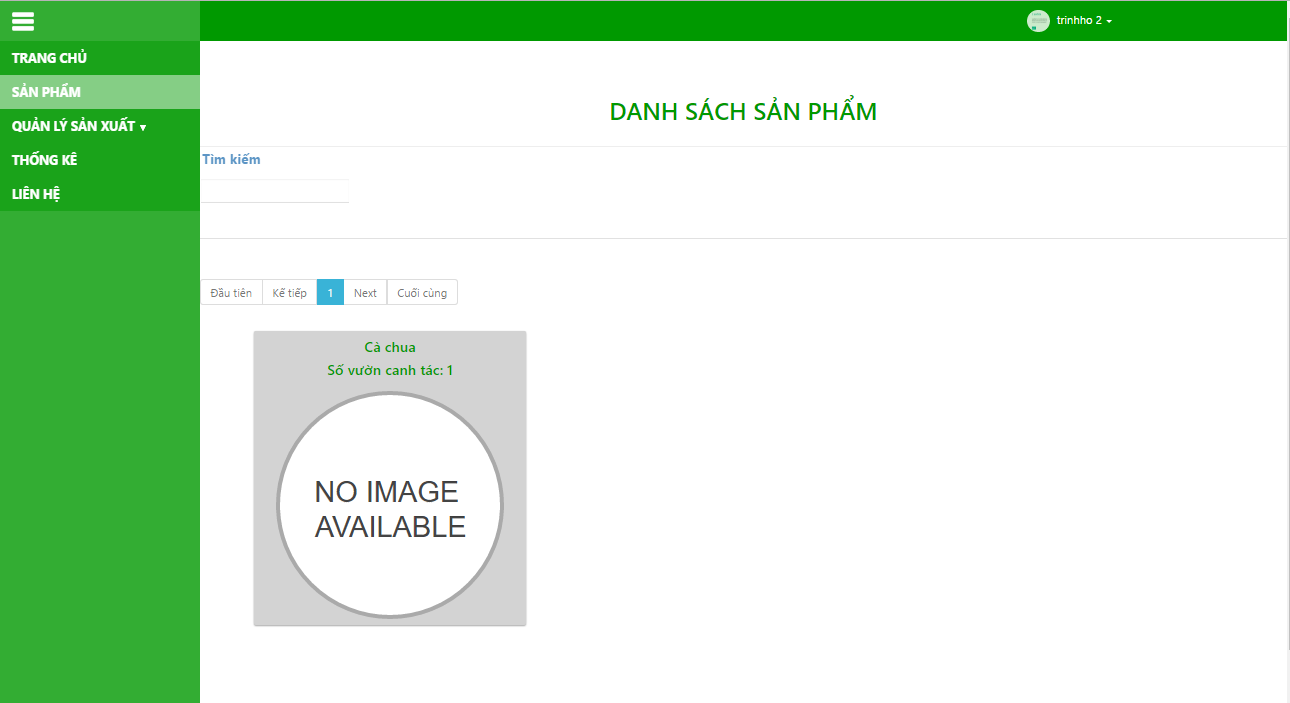 trinhho 2
TRANG CHỦ
SẢN PHẨM
QUẢN LÝ SẢN XUẤT ▾
THỐNG KÊ
LIÊN HỆ
DANH SÁCH SẢN PHẨM
Tìm kiếm
Đầu tiên Kế tiếp 1 Next Cuối cùng
Cà chua
Số vườn canh tác: 1
NO IMAGE
AVAILABLE